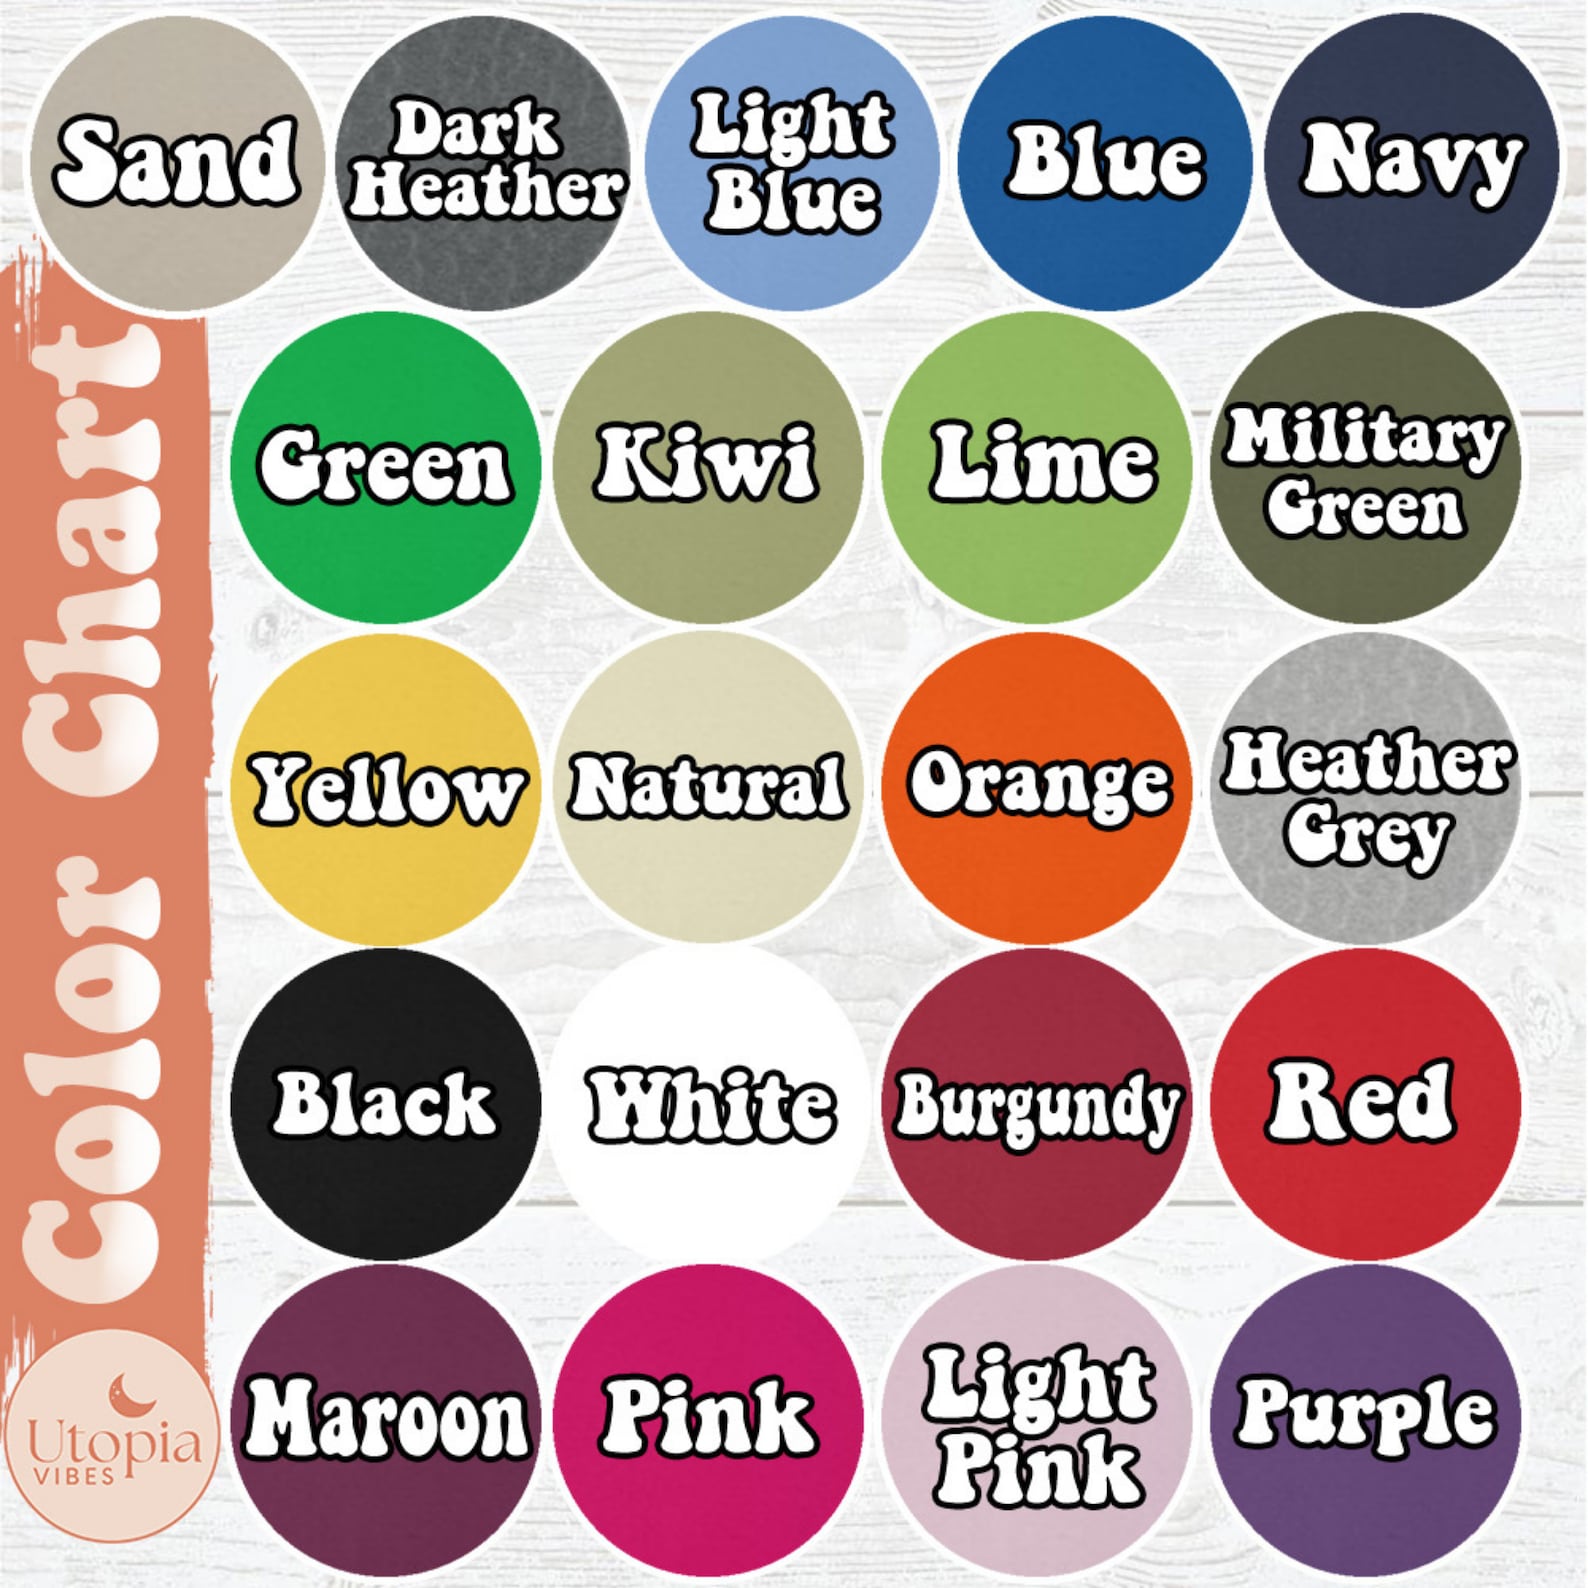 Sand
Dark
Heather
Light
Blue
Blue
Navy
Color Chart
Green
Kiwi
Lime
Military
Green
Yellow
Natural
Orange
Heather
Grey
Black
White
Burgundy
Red
Maroon
Pink
Light
Pink
Purple
Utopia
VIBES